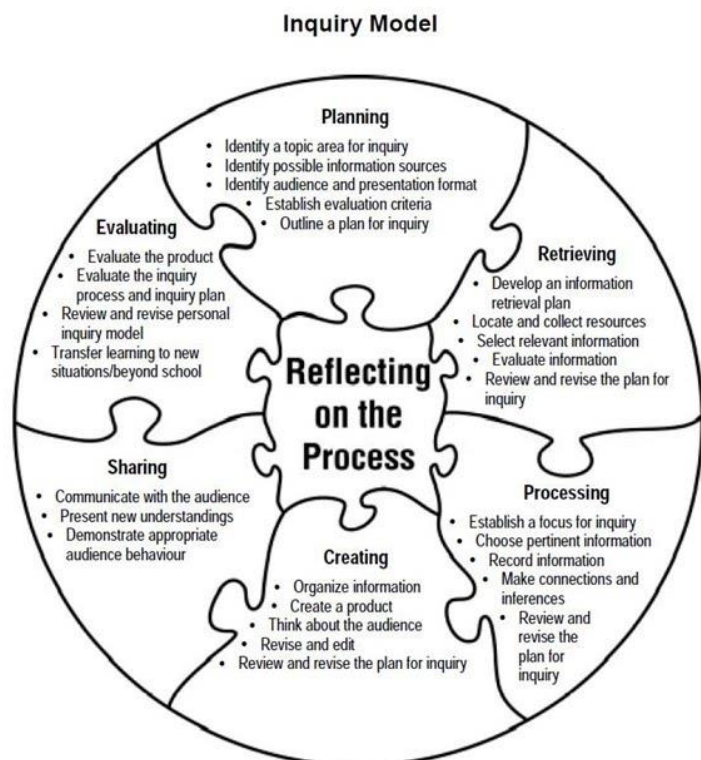 Inquiry Model
Planning
• Identify a topic area for inquiry
• Identify possible information sources
• Identify audience and presentation format
• Establish evaluation criteria
• Outline a plan for inquiry
Retrieving
• Develop an information
retrieval plan
• Locate and collect resources
• Select relevant information
• Evaluate information
• Review and revise the plan for
inquiry
Processing
• Establish a focus for inquiry
• Choose pertinent information
• Record information
• Make connections and
inferences
• Review and
revise the
plan for
inquiry
Creating
• Organize information
• Create a product
• Think about the audience
• Revise and edit
• Review and revise the plan for inquiry
Sharing
• Communicate with the audience
• Present new understandings
• Demonstrate appropriate
audience behaviour
Evaluating
• Evaluate the product
• Evaluate the inquiry
process and inquiry plan
• Review and revise personal
inquiry model
• Transfer learning to new
situations/beyond school
Reflecting
on the
Process